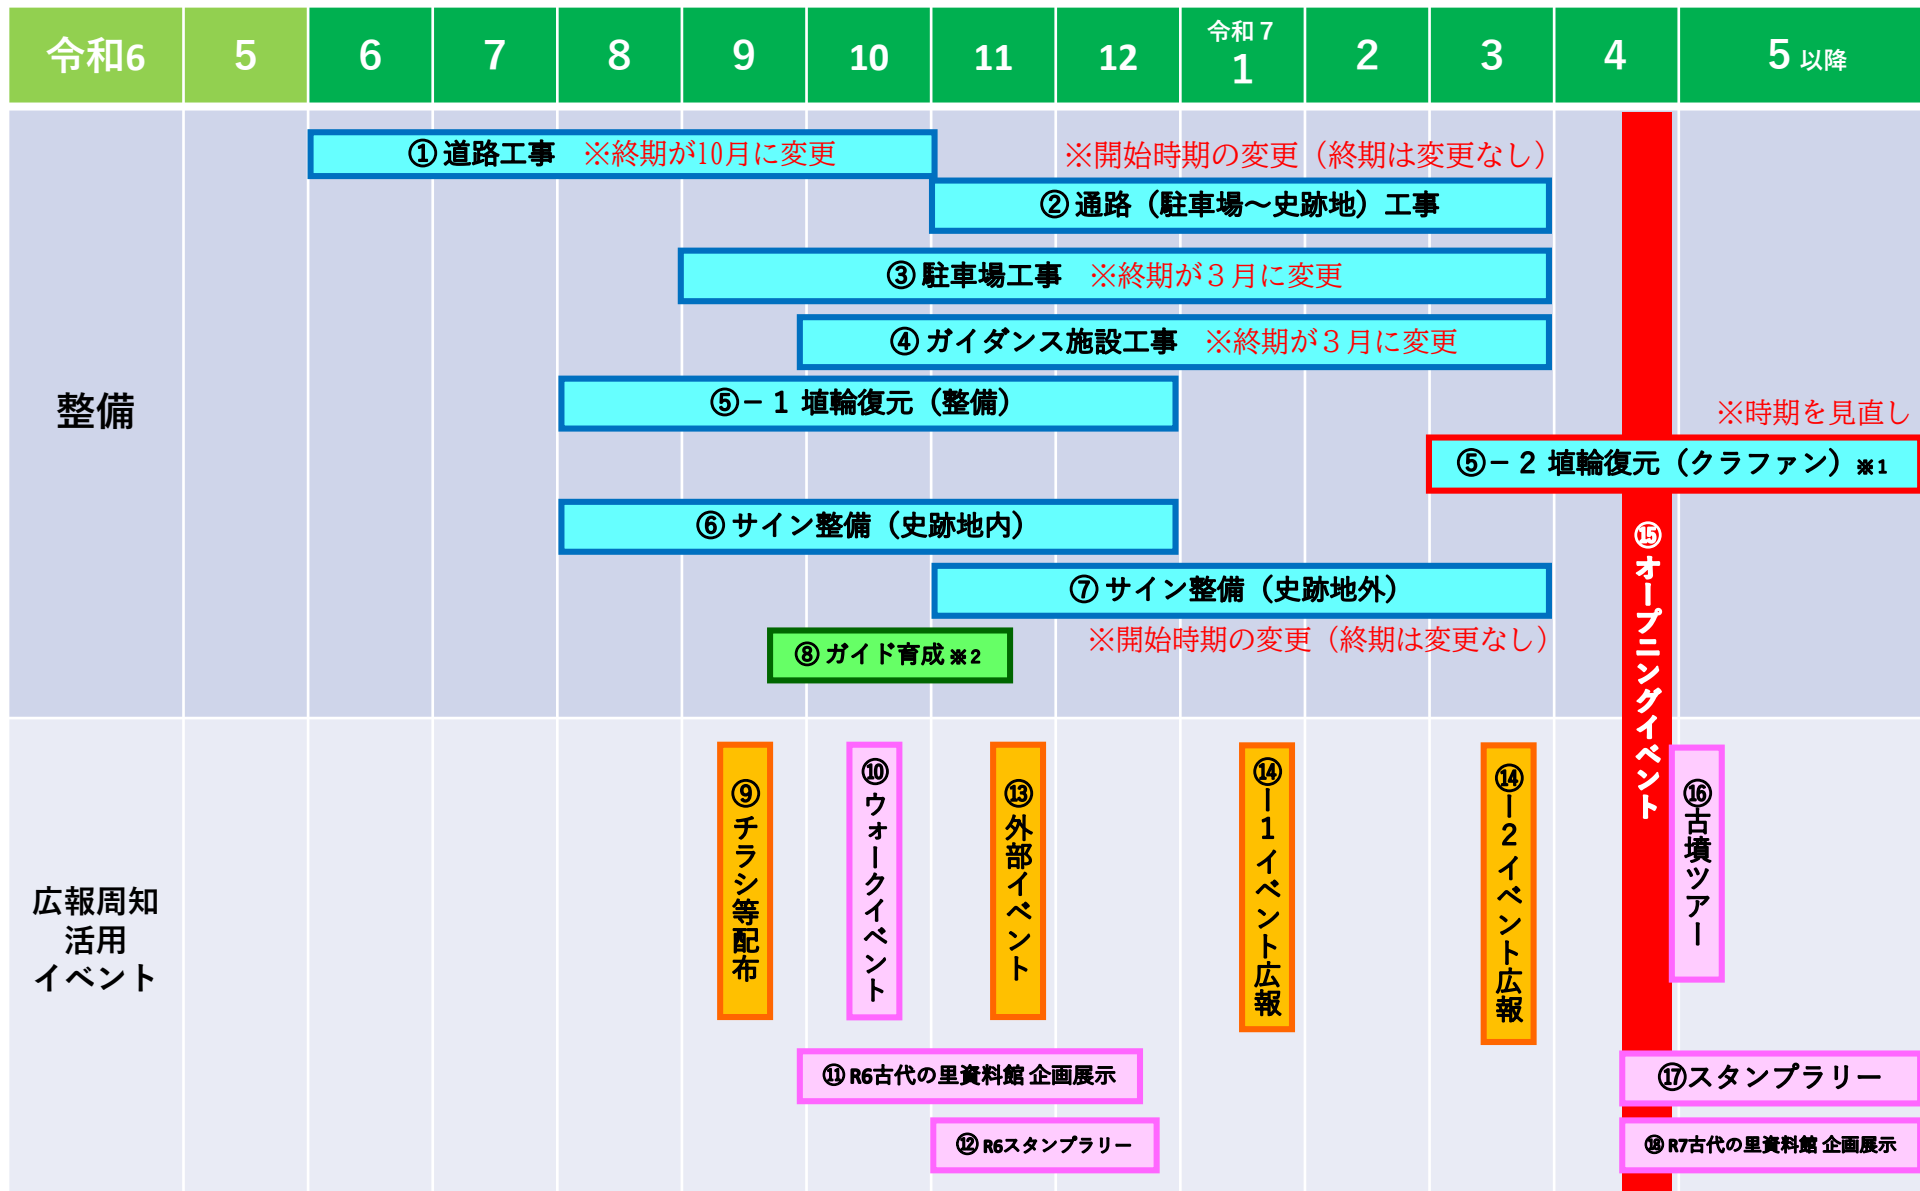 令和6
5
6
7
8
9
10
11
12
令和７
1
2
3
4
5 以降
整備
①道路工事　※終期が10月に変更
※開始時期の変更（終期は変更なし）
②通路（駐車場～史跡地）工事
③駐車場工事　※終期が３月に変更
④ガイダンス施設工事　※終期が３月に変更
⑤－１ 埴輪復元（整備）
※時期を見直し
⑤－２ 埴輪復元（クラファン）※1
⑥サイン整備（史跡地内）
⑦サイン整備（史跡地外）
※開始時期の変更（終期は変更なし）
⑧ガイド育成※2
⑮オープニングイベント
広報周知
活用
イベント
⑨チラシ等配布
⑩ウォークイベント
⑬外部イベント
⑭ー1イベント広報
⑭ー2イベント広報
⑯古墳ツアー
⑪R6古代の里資料館 企画展示
⑰スタンプラリー
⑫R6スタンプラリー
⑱R7古代の里資料館 企画展示